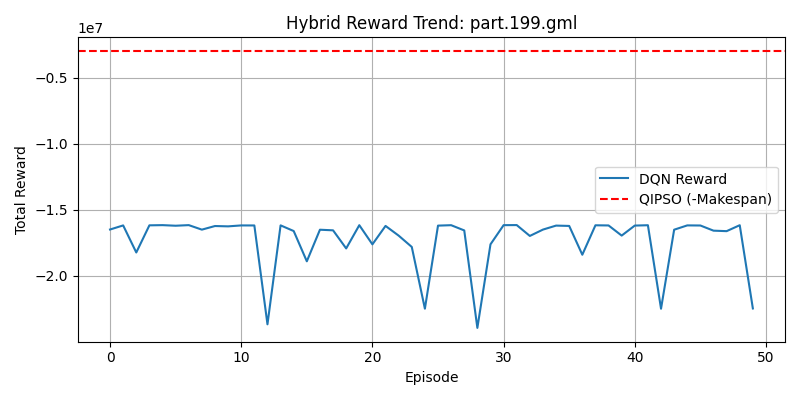 Hybrid Reward Trend: part.199.gml
1e7
−0.5
−1.0
−1.5
−2.0
Total Reward
DQN Reward
QIPSO (-Makespan)
0 10 20 30 40 50
Episode